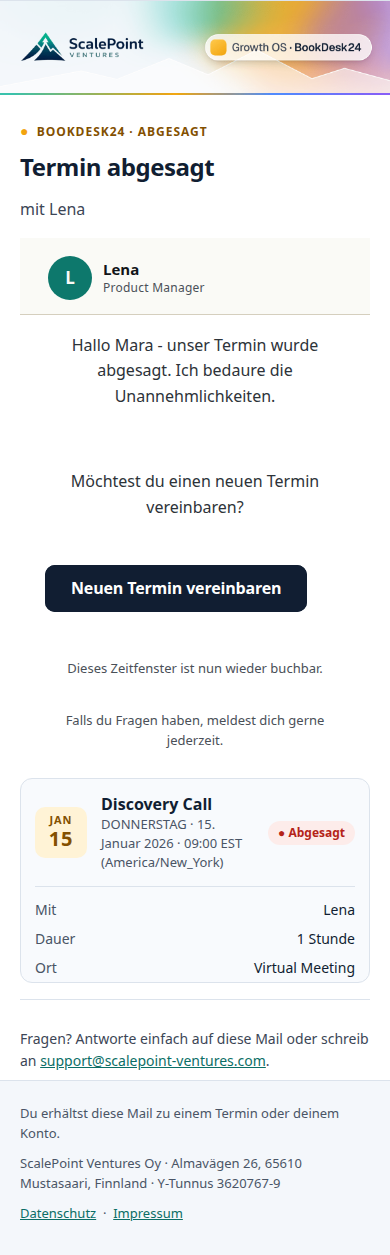 ScalePoint
VENTURES
Growth OS · BookDesk24
BOOKDESK24 · ABGESAGT
Termin abgesagt
mit Lena
L
Lena
Product Manager
Hallo Mara - unser Termin wurde
abgesagt. Ich bedaure die
Unannehmlichkeiten.
Möchtest du einen neuen Termin
vereinbaren?
Neuen Termin vereinbaren
Dieses Zeitfenster ist nun wieder buchbar.
Falls du Fragen haben, meldest dich gerne
jederzeit.
JAN
15
Discovery Call
DONNERSTAG · 15.
Januar 2026 · 09:00 EST
(America/New_York)
● Abgesagt
Mit Lena
Dauer 1 Stunde
Ort Virtual Meeting
Fragen? Antworte einfach auf diese Mail oder schreib
an support@scalepoint-ventures.com.
Du erhältst diese Mail zu einem Termin oder deinem
Konto.
ScalePoint Ventures Oy · Almavägen 26, 65610
Mustasaari, Finnland · Y-Tunnus 3620767-9
Datenschutz · Impressum